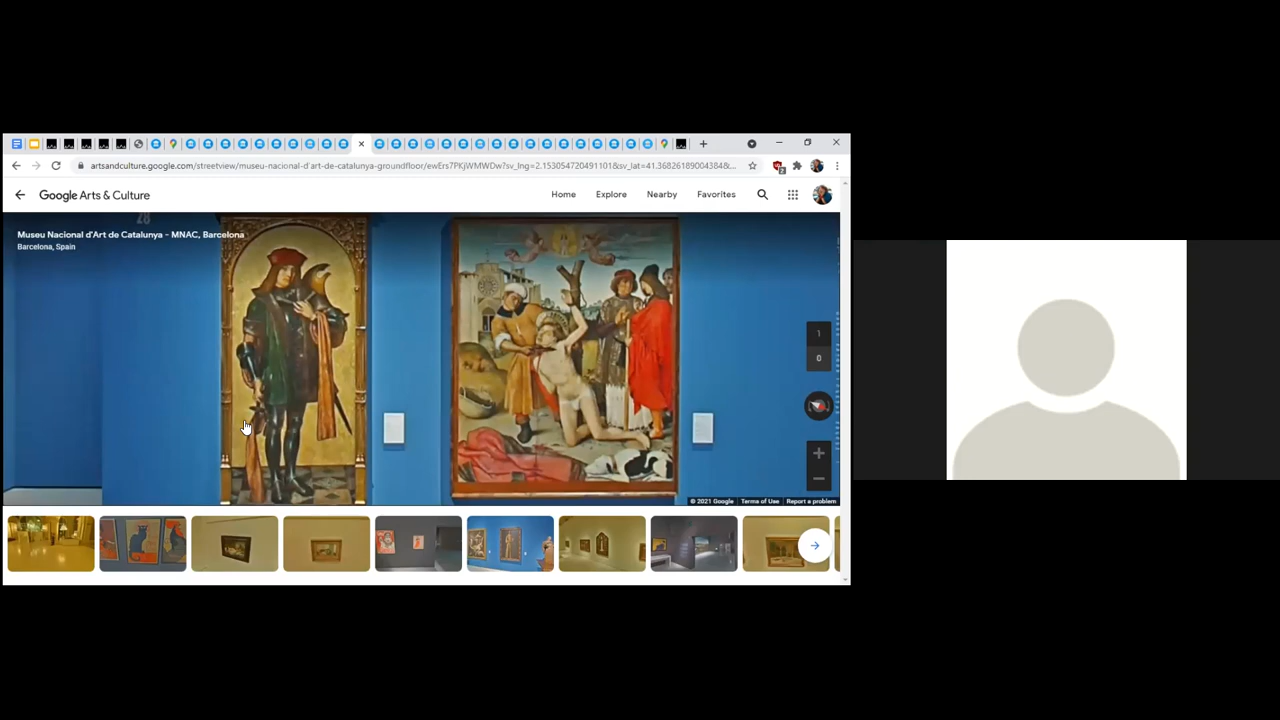 artsandculture.google.com/streetview/museu-nacional-d'art-de-catalunya-groundfloor/ewErs7PKjWMWDw?sv_lng=2.153054720491101&sv_lat=41.368261890004384&...
Google Arts & Culture
Home
Explore
Nearby
Favorites
28
Museu Nacional d'Art de Catalunya - MNAC, Barcelona
Barcelona, Spain
1
0
© 2021 Google
Terms of Use
Report a problem